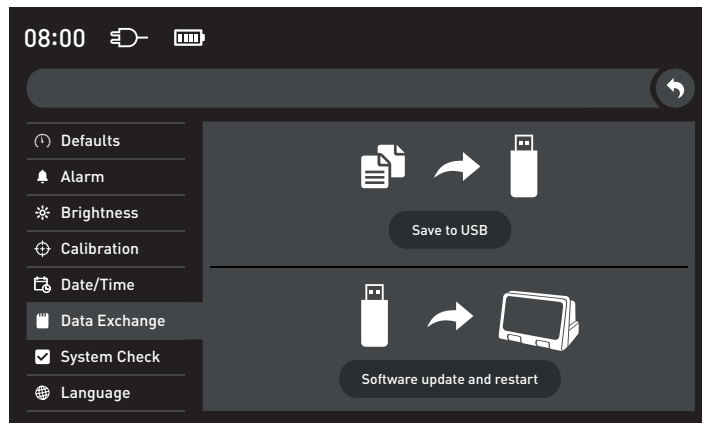 08:00
Defaults
Alarm
Brightness
Calibration
Date/Time
Data Exchange
System Check
Language
Save to USB
Software update and restart